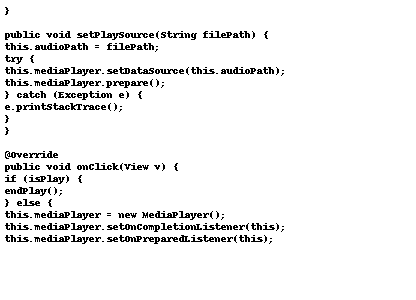 }

public void setPlaySource(String filePath) {
this.audioPath = filePath;
try {
this.mediaPlayer.setDataSource(this.audioPath);
this.mediaPlayer.prepare();
} catch (Exception e) {
e.printStackTrace();
}
}

@Override
public void onClick(View v) {
if (isPlay) {
endPlay();
} else {
this.mediaPlayer = new MediaPlayer();
this.mediaPlayer.setOnCompletionListener(this);
this.mediaPlayer.setOnPreparedListener(this);